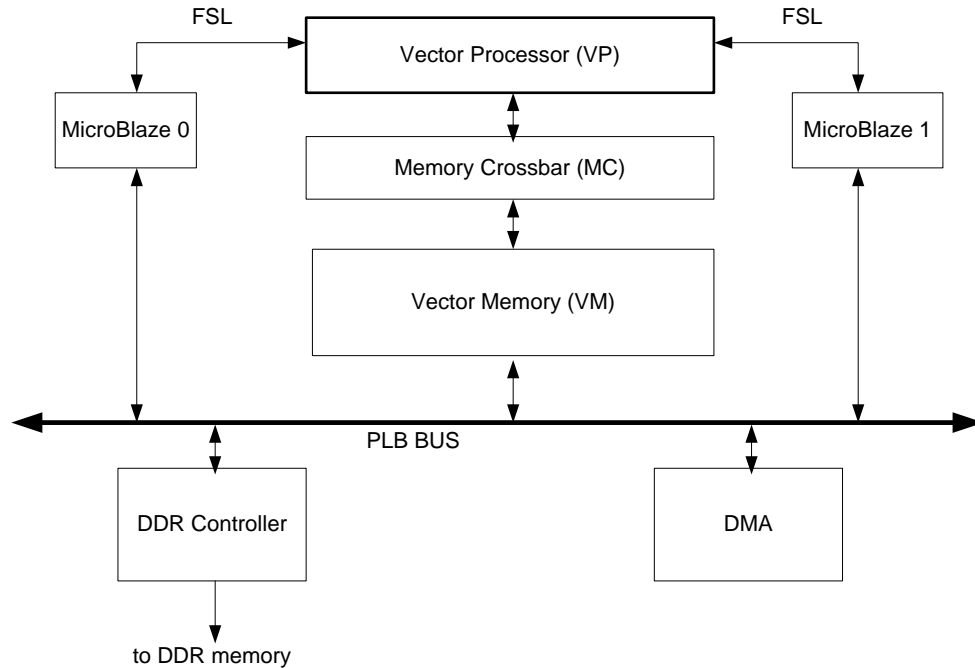 FSL
FSL
Vector Processor (VP)
MicroBlaze 0
MicroBlaze 1
Memory Crossbar (MC)
Vector Memory (VM)
PLB BUS
DDR Controller
DMA
to DDR memory